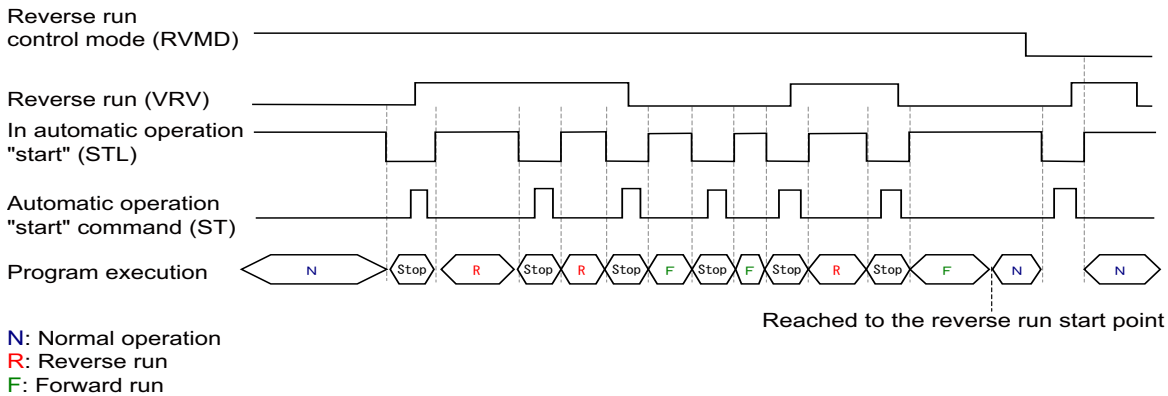 Reverse run
control mode (RVMD)
Reverse run (VRV)
In automatic operation
"start" (STL)
Automatic operation
"start" command (ST)
Program execution
N Stop R Stop R Stop F Stop F Stop R Stop F N N
Reached to the reverse run start point
N: Normal operation
R: Reverse run
F: Forward run